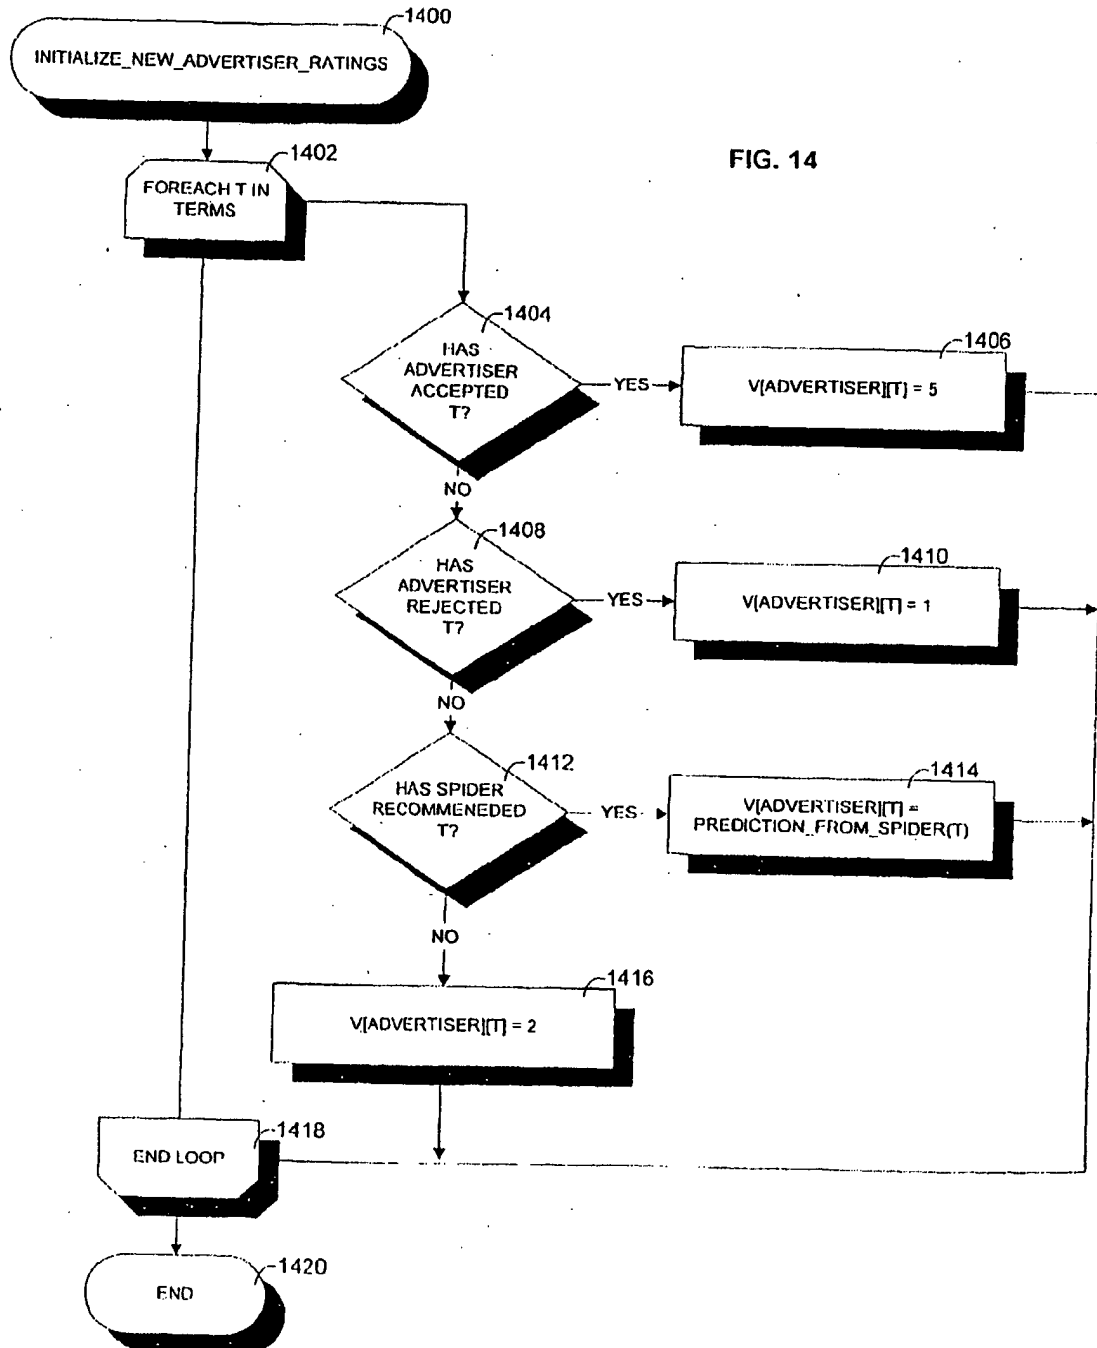 1400
INITIALIZE_NEW_ADVERTISER_RATINGS
1402
FOREACH T IN
TERMS
FIG. 14
1404
HAS
ADVERTISER
ACCEPTED
T?
YES
1406
V[ADVERTISER][T] = 5
NO
1408
HAS
ADVERTISER
REJECTED
T?
YES
1410
V[ADVERTISER][T] = 1
NO
1412
HAS SPIDER
RECOMMENEDED
T?
YES
1414
V[ADVERTISER][T] =
PREDICTION_FROM_SPIDER(T)
NO
1416
V[ADVERTISER][T] = 2
1418
END LOOP
1420
END